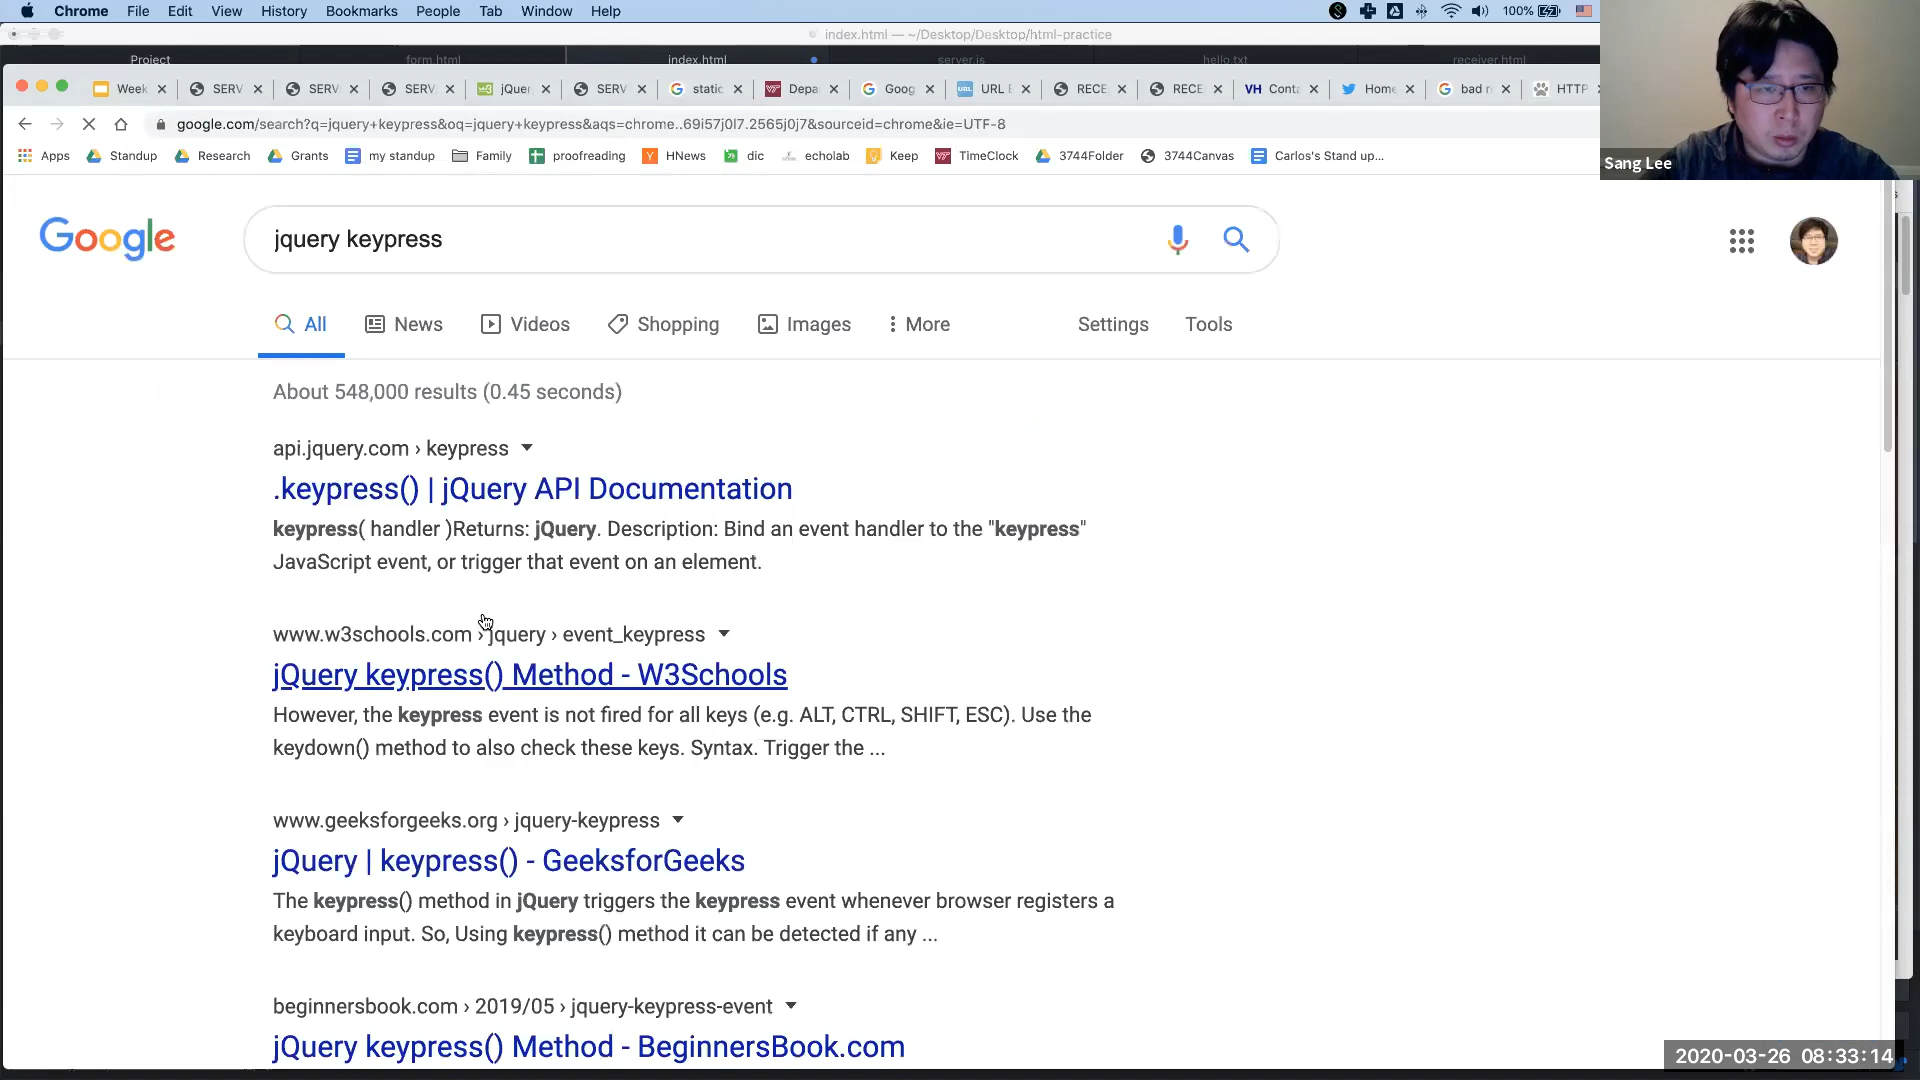 Chrome File Edit View History Bookmarks People Tab Window Help 100%
index.html — ~/Desktop/Desktop/html-practice
Project form.html index.html server.js hello.txt receiver.html
Week SERV SERV SERV jQuer SERV static Depa Goog URL E RECE RECE VH Conta Home bad r HTTP
google.com/search?q=jquery+keypress&oq=jquery+keypress&aqs=chrome..69i57j0l7.2565j0j7&sourceid=chrome&ie=UTF-8
Apps Standup Research Grants my standup Family proofreading HNews dic echolab Keep TimeClock 3744Folder 3744Canvas Carlos's Stand up...
Sang Lee
Google
jquery keypress
All News Videos Shopping Images More Settings Tools
About 548,000 results (0.45 seconds)
api.jquery.com › keypress
.keypress() | jQuery API Documentation
keypress( handler )Returns: jQuery. Description: Bind an event handler to the "keypress"
JavaScript event, or trigger that event on an element.
www.w3schools.com › jquery › event_keypress
jQuery keypress() Method - W3Schools
However, the keypress event is not fired for all keys (e.g. ALT, CTRL, SHIFT, ESC). Use the
keydown() method to also check these keys. Syntax. Trigger the ...
www.geeksforgeeks.org › jquery-keypress
jQuery | keypress() - GeeksforGeeks
The keypress() method in jQuery triggers the keypress event whenever browser registers a
keyboard input. So, Using keypress() method it can be detected if any ...
beginnersbook.com › 2019/05 › jquery-keypress-event
jQuery keypress() Method - BeginnersBook.com
2020-03-26 08:33:14